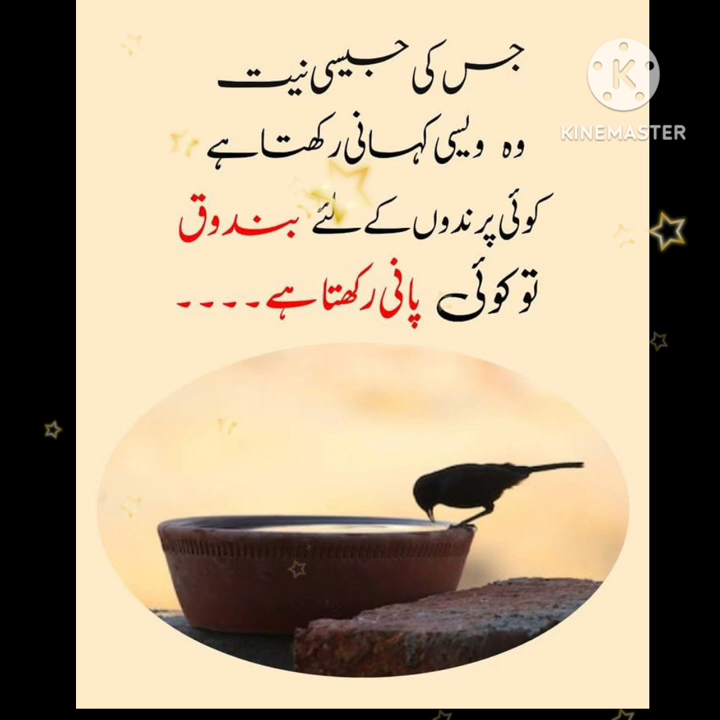 جس کی جیسی نیت
وہ ویسی کہانی رکھتا ہے
کوئی پرندوں کے لئے بندوق
تو کوئی پانی رکھتا ہے۔۔۔۔
KINEMASTER